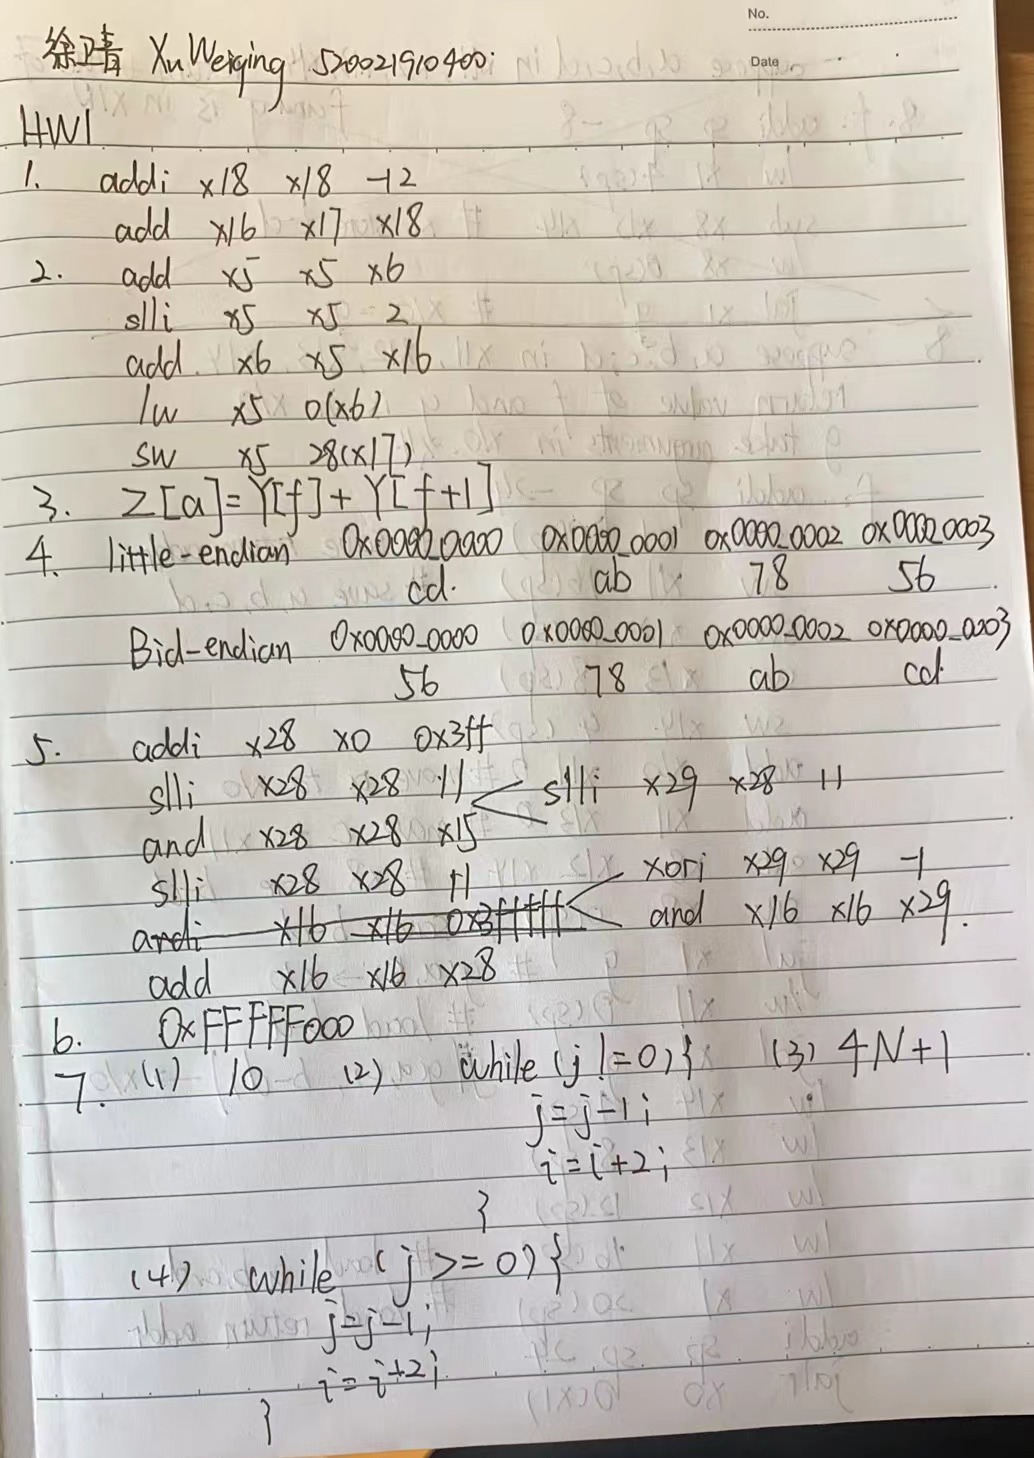 No.
徐卫青 Xu Weiqing 520021910400
Date
HW1
1. addi x18 x18 -12
add x16 x17 x18
2. add x5 x5 x6
slli x5 x5 2
add x6 x5 x16
lw x5 0(x6)
sw x5 28(x17)
3. Z[a]=Y[f]+Y[f+1]
4. little-endian 0x0000_0000 0x0000_0001 0x0000_0002 0x0000_0003
cd ab 78 56
Bid-endian 0x0000_0000 0x0000_0001 0x0000_0002 0x0000_0003
56 78 ab cd
5. addi x28 x0 0x3ff
slli x28 x28 11 slli x29 x28 11
and x28 x28 x15
slli x28 x28 11 xori x29 x29 -1
andi x16 x16 0x3fffff and x16 x16 x29.
add x16 x16 x28
6. 0xFFFFF000
7. (1) 10 (2) while (j!=0){ (3) 4N+1
j=j-1;
i=i+2;
}
(4) while (j>=0){
j=j-1;
i=i+2;
}